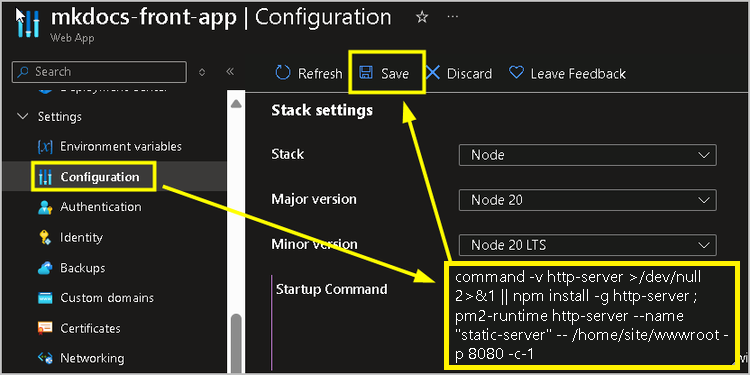 mkdocs-front-app | Configuration
Web App
Search
Refresh
Save
Discard
Leave Feedback
Settings
Environment variables
Configuration
Authentication
Identity
Backups
Custom domains
Certificates
Networking
Stack settings
Stack
Node
Major version
Node 20
Minor version
Node 20 LTS
Startup Command
command -v http-server >/dev/null
2>&1 || npm install -g http-server ;
pm2-runtime http-server --name
"static-server" -- /home/site/wwwroot -
p 8080 -c-1